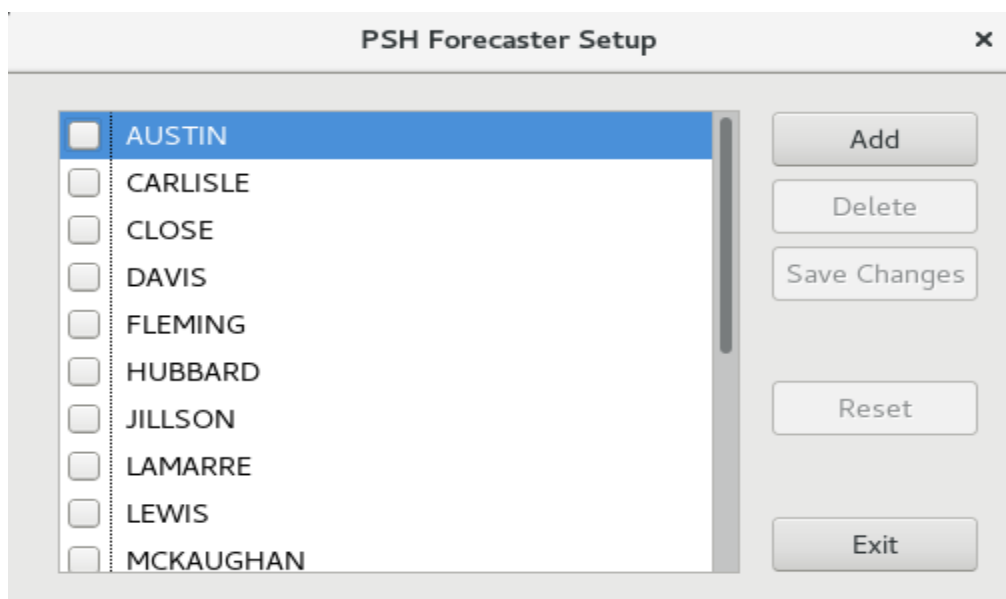 PSH Forecaster Setup
AUSTIN
CARLISLE
CLOSE
DAVIS
FLEMING
HUBBARD
JILLSON
LAMARRE
LEWIS
MCKAUGHAN
Add
Delete
Save Changes
Reset
Exit